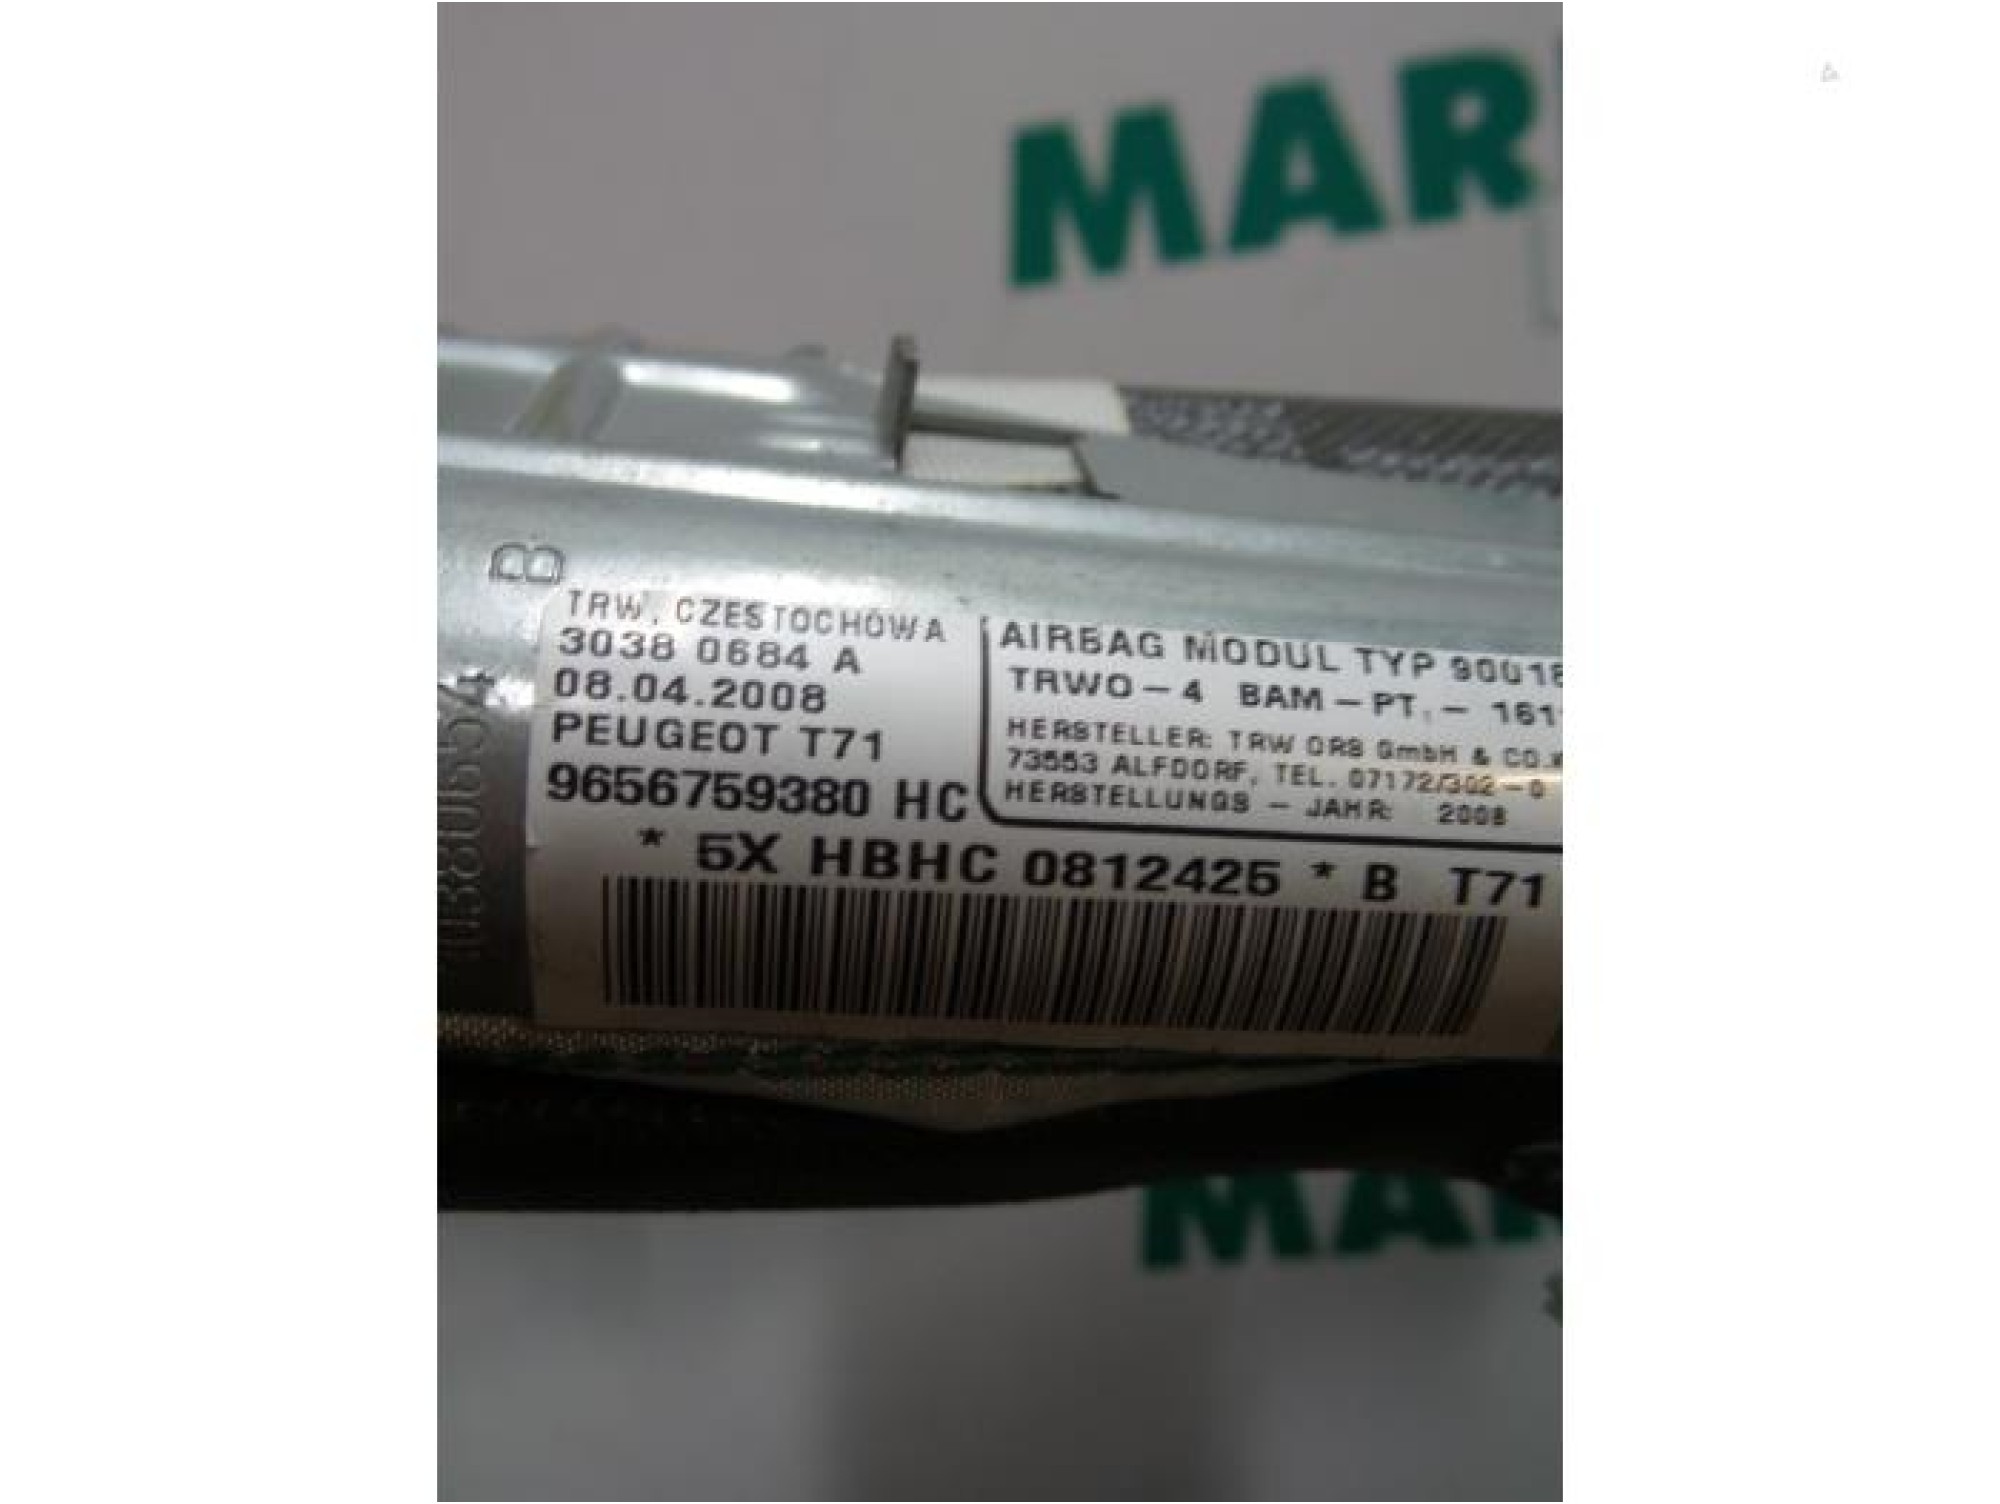 MAR
B
TRW, CZESTOCHOWA
3038 0684 A
08.04.2008
PEUGEOT T71
9656759380 HC
AIRBAG MODUL TYP 90018
TRWO-4 BAM-PT.- 161
HERSTELLER: TRW ORS GmbH & CO.K
73553 ALFDORF, TEL. 07172/302-0
HERSTELLUNGS - JAHR: 2008
* 5X HBHC 0812425 * B T71
MA